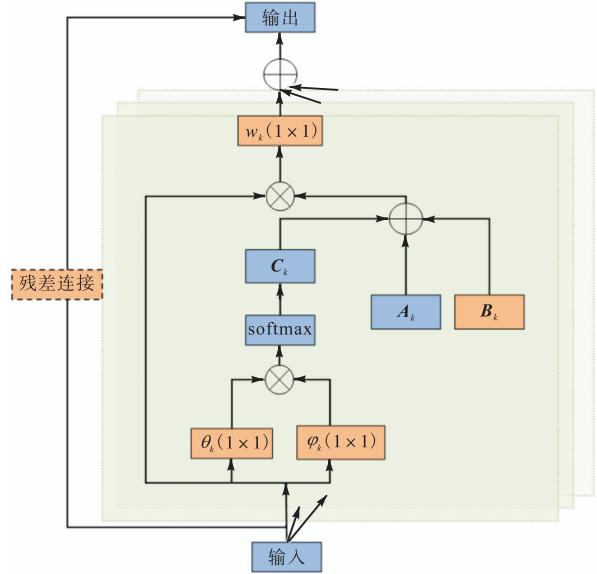 输出
w_k(1×1)
C_k
残差连接
A_k
B_k
softmax
θ_k(1×1)
φ_k(1×1)
输入